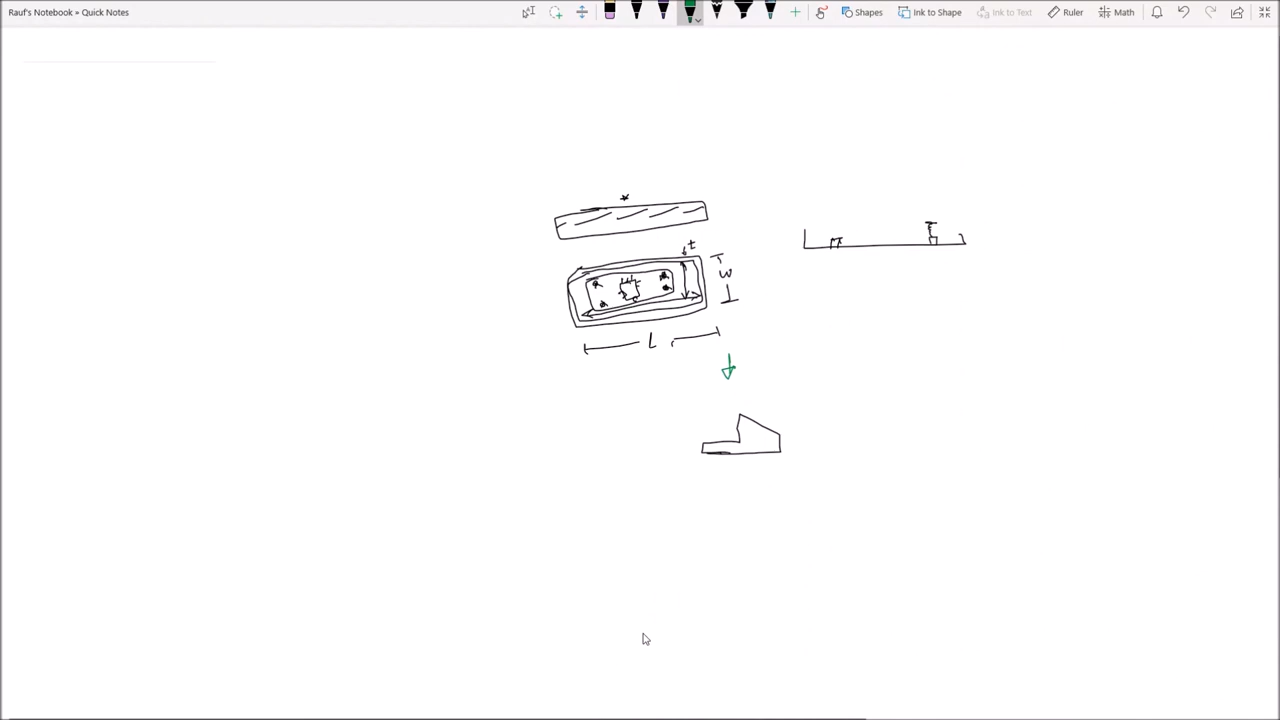 Rauf's Notebook » Quick Notes
Shapes
Ink to Shape
Ink to Text
Ruler
Math
*
t
W
L